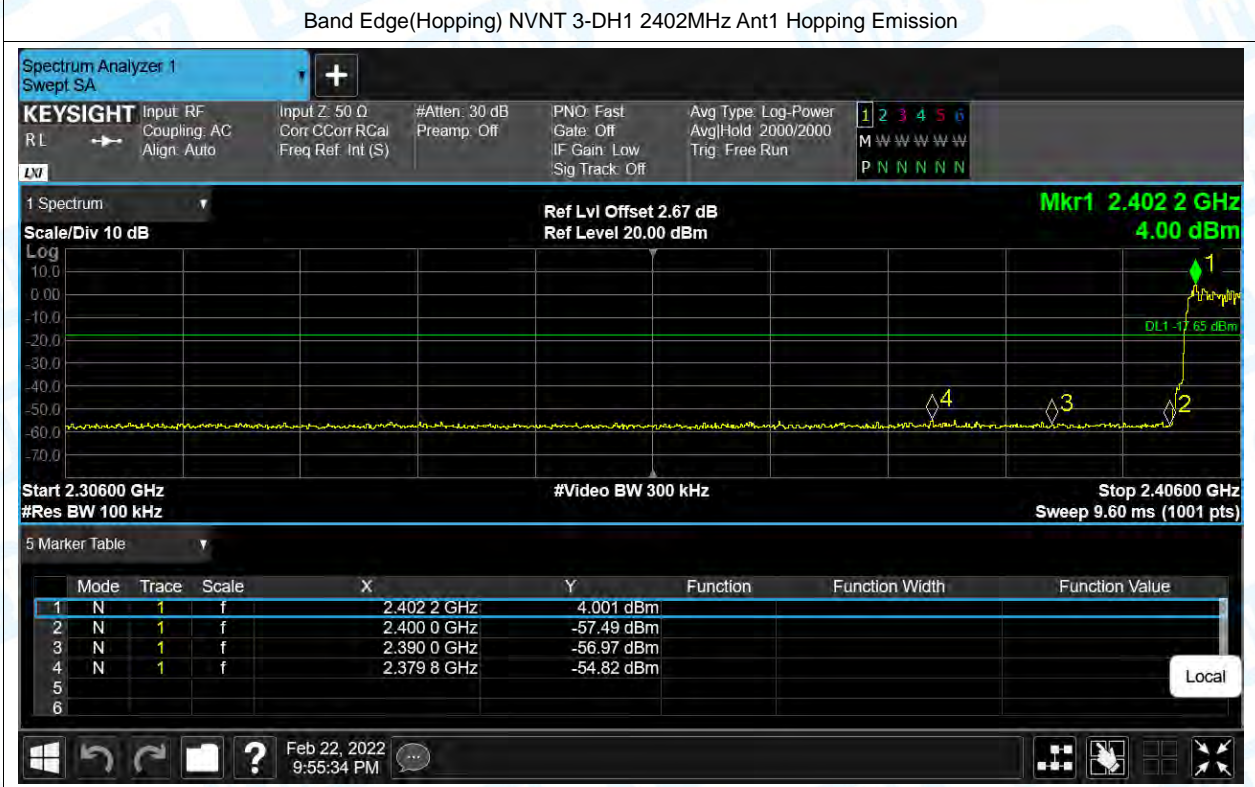 Band Edge(Hopping) NVNT 3-DH1 2402MHz Ant1 Hopping Emission
Spectrum Analyzer 1
Swept SA
+
KEYSIGHT Input: RF Input Z: 50 Ω #Atten: 30 dB PNO: Fast Avg Type: Log-Power 1 2 3 4 5 6
RL Coupling: AC Corr CCorr RCal Preamp: Off Gate: Off Avg|Hold: 2000/2000 M W W W W W W
Align: Auto Freq Ref: Int (S) IF Gain: Low Trig: Free Run P N N N N N N
LXI Sig Track: Off
1 Spectrum Ref Lvl Offset 2.67 dB Mkr1 2.402 2 GHz
Scale/Div 10 dB Ref Level 20.00 dBm 4.00 dBm
Log
1
10.0
0.00
-10.0
DL1 -17.65 dBm
-20.0
-30.0
-40.0
4 3 2
-50.0
-60.0
-70.0
Start 2.30600 GHz #Video BW 300 kHz Stop 2.40600 GHz
#Res BW 100 kHz Sweep 9.60 ms (1001 pts)
5 Marker Table
Mode Trace Scale X Y Function Function Width Function Value
1 N 1 f 2.402 2 GHz 4.001 dBm
2 N 1 f 2.400 0 GHz -57.49 dBm
3 N 1 f 2.390 0 GHz -56.97 dBm
4 N 1 f 2.379 8 GHz -54.82 dBm
5
6
Local
? Feb 22, 2022
9:55:34 PM